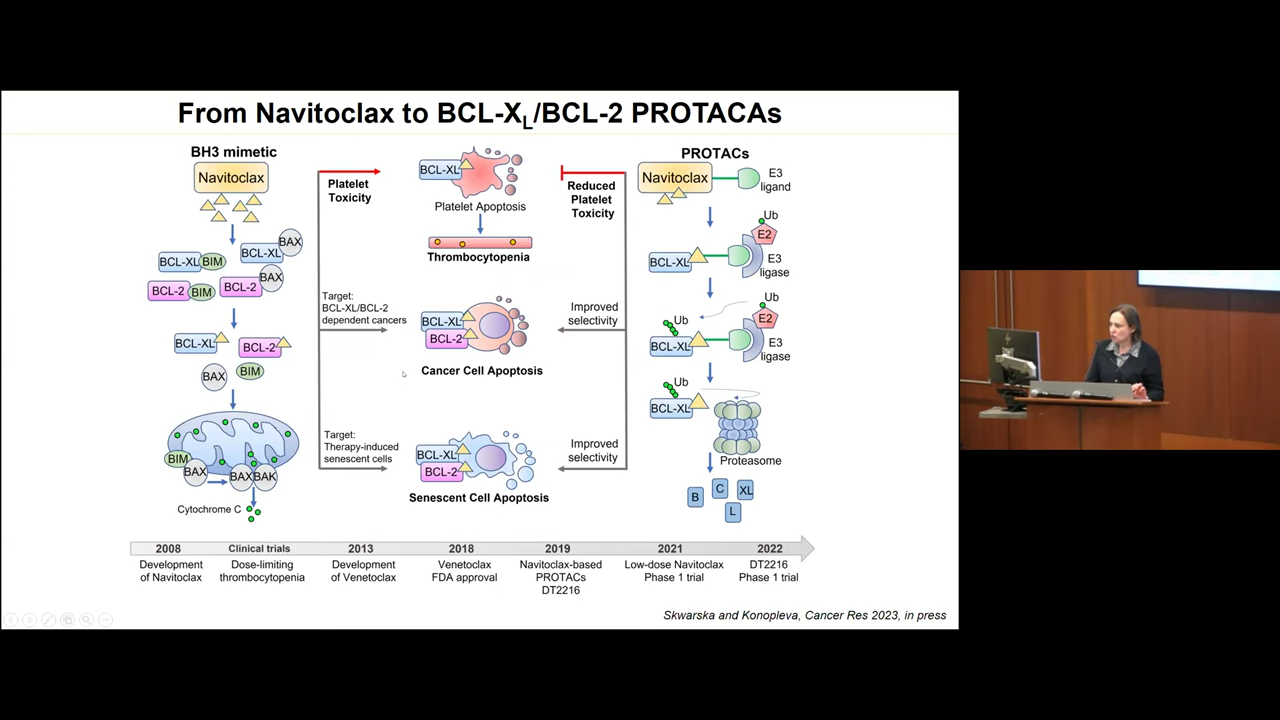 From Navitoclax to BCL-XL/BCL-2 PROTACAs
BH3 mimetic
Navitoclax
BCL-XL
BIM
BCL-XL
BAX
BCL-2
BIM
BCL-2
BAX
BCL-XL
BCL-2
BAX
BIM
BIM
BAX
BAX
BAK
Cytochrome C
Platelet
Toxicity
Target:
BCL-XL/BCL-2
dependent cancers
Target:
Therapy-induced
senescent cells
BCL-XL
Platelet Apoptosis
Thrombocytopenia
BCL-XL
BCL-2
Cancer Cell Apoptosis
BCL-XL
BCL-2
Senescent Cell Apoptosis
Reduced
Platelet
Toxicity
Improved
selectivity
Improved
selectivity
PROTACs
Navitoclax
E3
ligand
Ub
E2
BCL-XL
E3
ligase
Ub
E2
Ub
BCL-XL
E3
ligase
Ub
BCL-XL
Proteasome
B
C
XL
L
2008
Clinical trials
2013
2018
2019
2021
2022
Development
of Navitoclax
Dose-limiting
thrombocytopenia
Development
of Venetoclax
Venetoclax
FDA approval
Navitoclax-based
PROTACs
DT2216
Low-dose Navitoclax
Phase 1 trial
DT2216
Phase 1 trial
Skwarska and Konopleva, Cancer Res 2023, in press